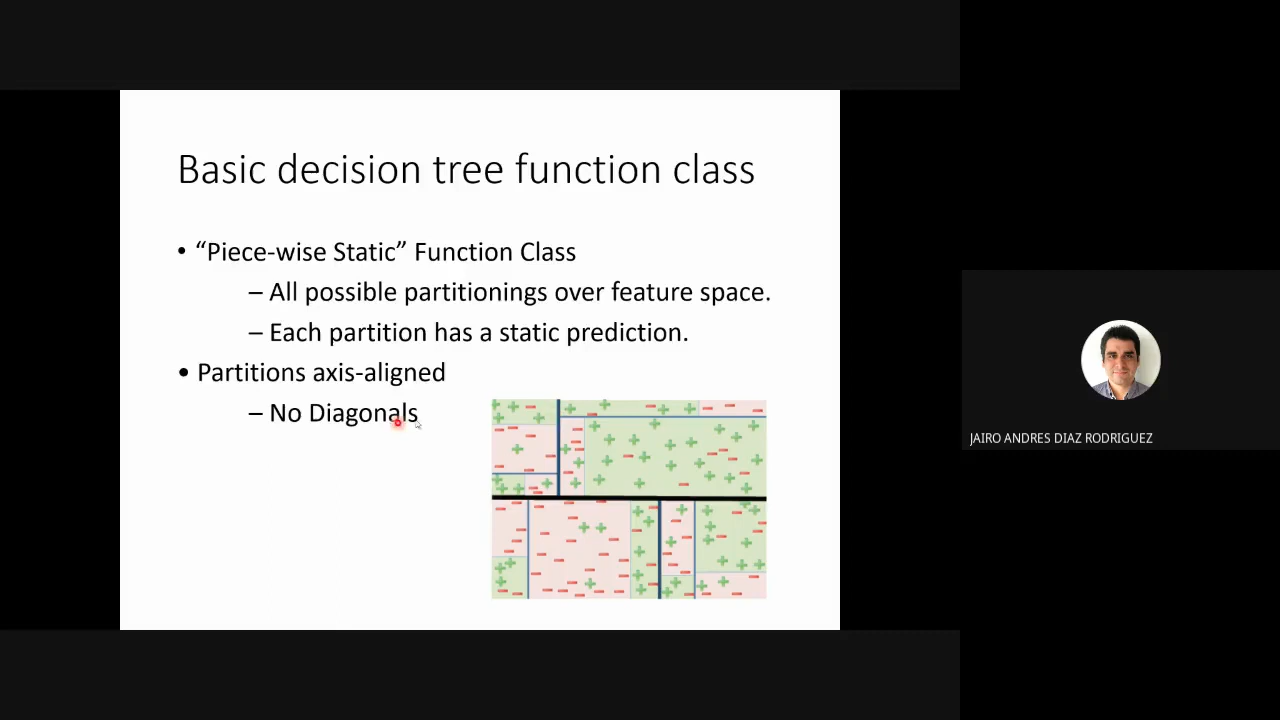 Basic decision tree function class
• “Piece-wise Static” Function Class
– All possible partitionings over feature space.
– Each partition has a static prediction.
• Partitions axis-aligned
– No Diagonals
JAIRO ANDRES DIAZ RODRIGUEZ